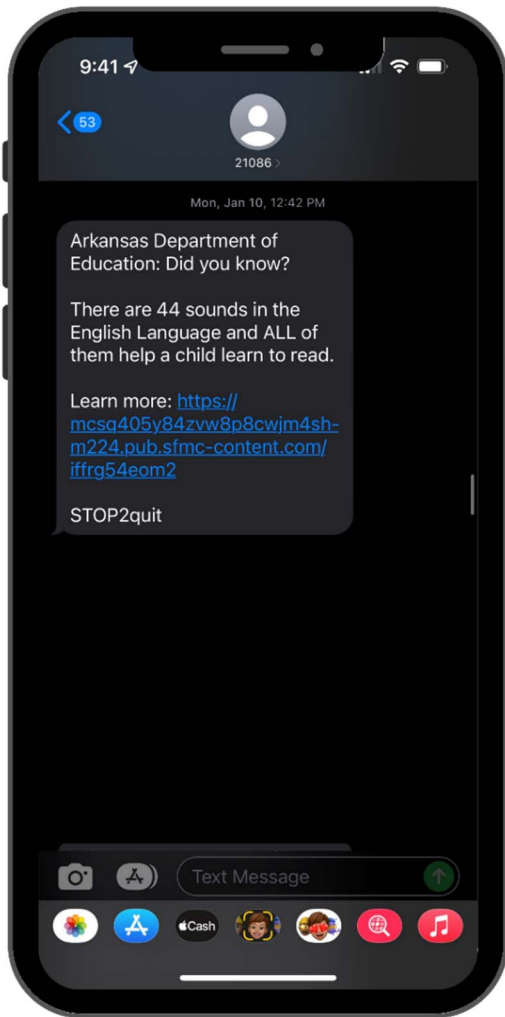 9:41
53
21086
Mon, Jan 10, 12:42 PM
Arkansas Department of
Education: Did you know?
There are 44 sounds in the
English Language and ALL of
them help a child learn to read.
Learn more: https://
mcsq405y84zvw8p8cwjm4sh-
m224.pub.sfmc-content.com/
iffrg54eom2
STOP2quit
Text Message
Cash